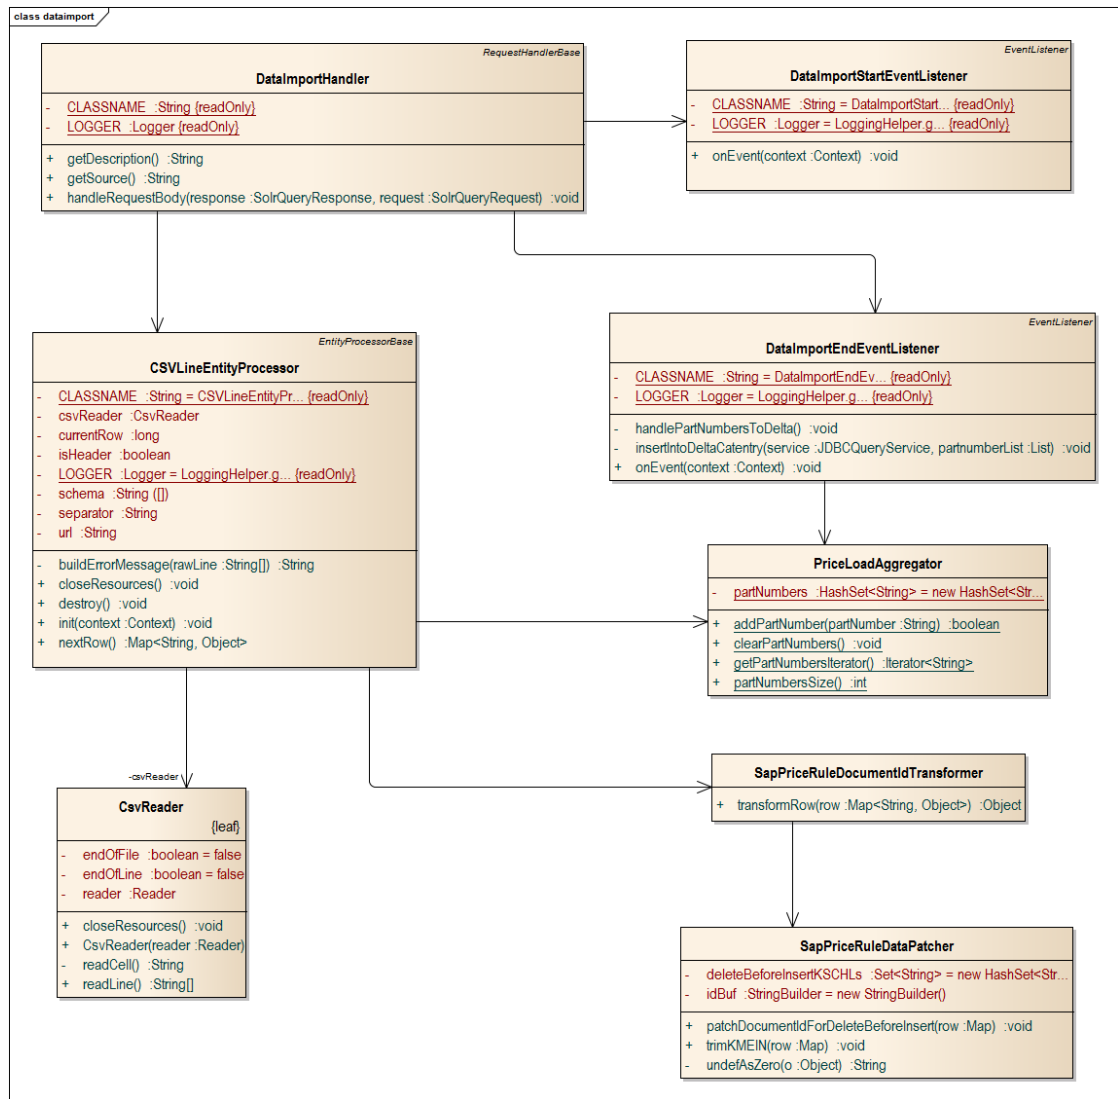 class dataimport
RequestHandlerBase
DataImportHandler
- CLASSNAME :String {readOnly}
- LOGGER :Logger {readOnly}
+ getDescription() :String
+ getSource() :String
+ handleRequestBody(response :SolrQueryResponse, request :SolrQueryRequest) :void
EventListener
DataImportStartEventListener
- CLASSNAME :String = DataImportStart... {readOnly}
- LOGGER :Logger = LoggingHelper.g... {readOnly}
+ onEvent(context :Context) :void
EntityProcessorBase
CSVLineEntityProcessor
- CLASSNAME :String = CSVLineEntityPr... {readOnly}
- csvReader :CsvReader
- currentRow :long
- isHeader :boolean
- LOGGER :Logger = LoggingHelper.g... {readOnly}
- schema :String ([])
- separator :String
- url :String
- buildErrorMessage(rawLine :String[]) :String
+ closeResources() :void
+ destroy() :void
+ init(context :Context) :void
+ nextRow() :Map<String, Object>
EventListener
DataImportEndEventListener
- CLASSNAME :String = DataImportEndEv... {readOnly}
- LOGGER :Logger = LoggingHelper.g... {readOnly}
- handlePartNumbersToDelta() :void
- insertIntoDeltaCatentry(service :JDBCQueryService, partnumberList :List) :void
+ onEvent(context :Context) :void
PriceLoadAggregator
- partNumbers :HashSet<String> = new HashSet<Str...
+ addPartNumber(partNumber :String) :boolean
+ clearPartNumbers() :void
+ getPartNumbersIterator() :Iterator<String>
+ partNumbersSize() :int
SapPriceRuleDocumentIdTransformer
+ transformRow(row :Map<String, Object>) :Object
-csvReader
CsvReader
{leaf}
- endOfFile :boolean = false
- endOfLine :boolean = false
- reader :Reader
+ closeResources() :void
+ CsvReader(reader :Reader)
- readCell() :String
+ readLine() :String[]
SapPriceRuleDataPatcher
- deleteBeforeInsertKSCHLs :Set<String> = new HashSet<Str...
- idBuf :StringBuilder = new StringBuilder()
+ patchDocumentIdForDeleteBeforeInsert(row :Map) :void
+ trimKMEIN(row :Map) :void
- undefAsZero(o :Object) :String